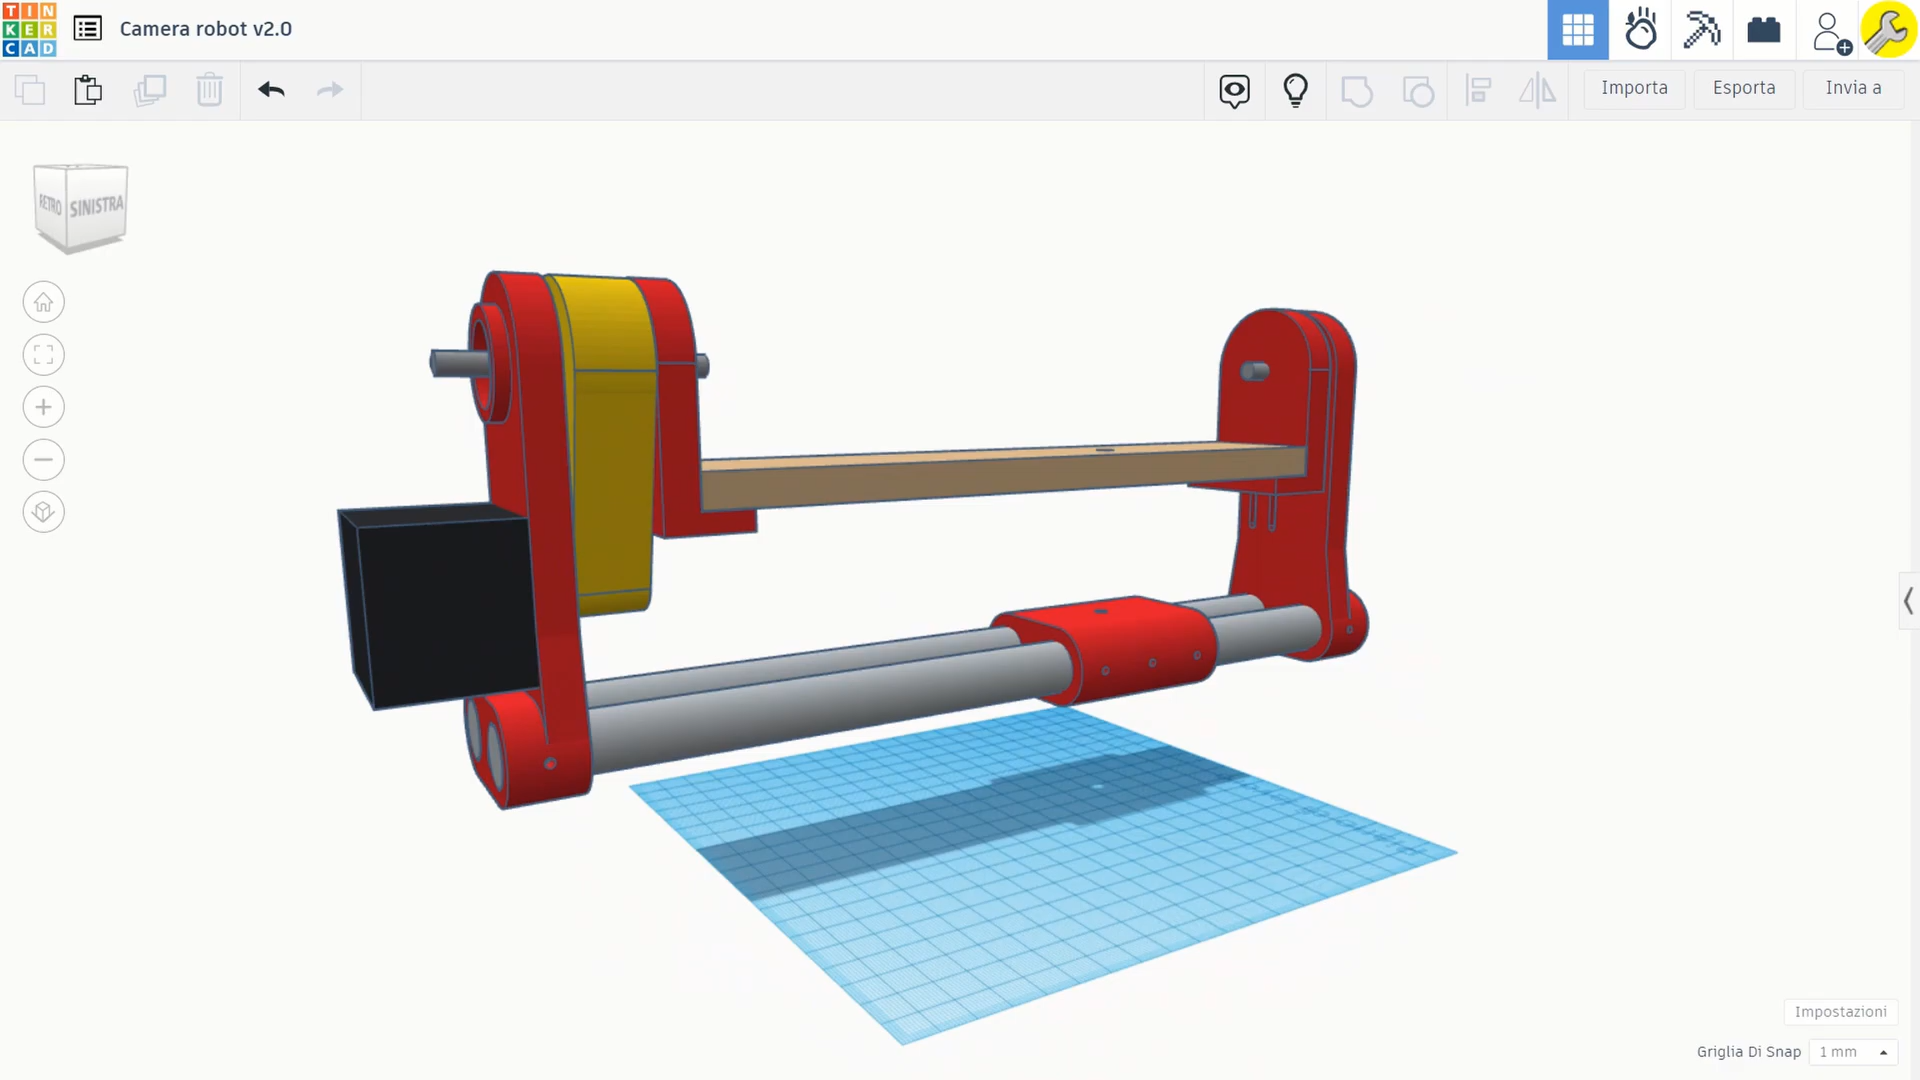 TIN
KER
CAD
Camera robot v2.0
Importa
Esporta
Invia a
RETRO
SINISTRA
Impostazioni
Griglia Di Snap
1 mm